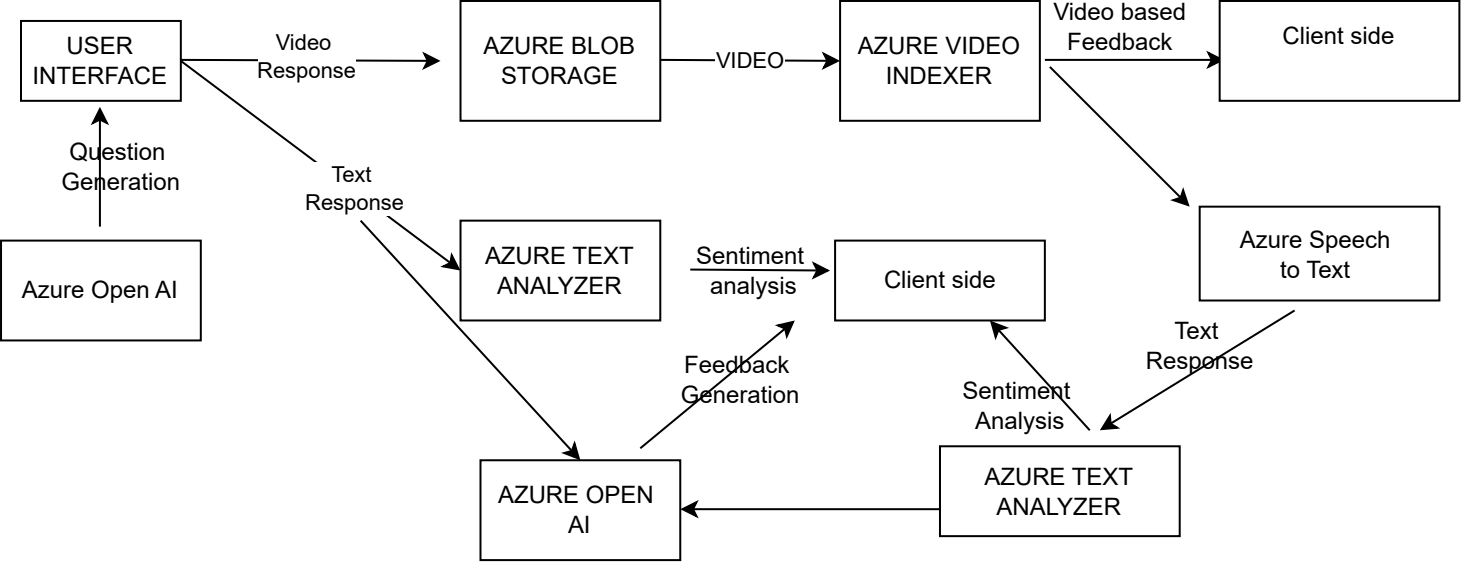 USER
INTERFACE
Video
Response
AZURE BLOB
STORAGE
VIDEO
AZURE VIDEO
INDEXER
Video based
Feedback
Client side
Question
Generation
Text
Response
Azure Open AI
AZURE TEXT
ANALYZER
Sentiment
analysis
Client side
Azure Speech
to Text
Feedback
Generation
Text
Response
Sentiment
Analysis
AZURE OPEN
AI
AZURE TEXT
ANALYZER